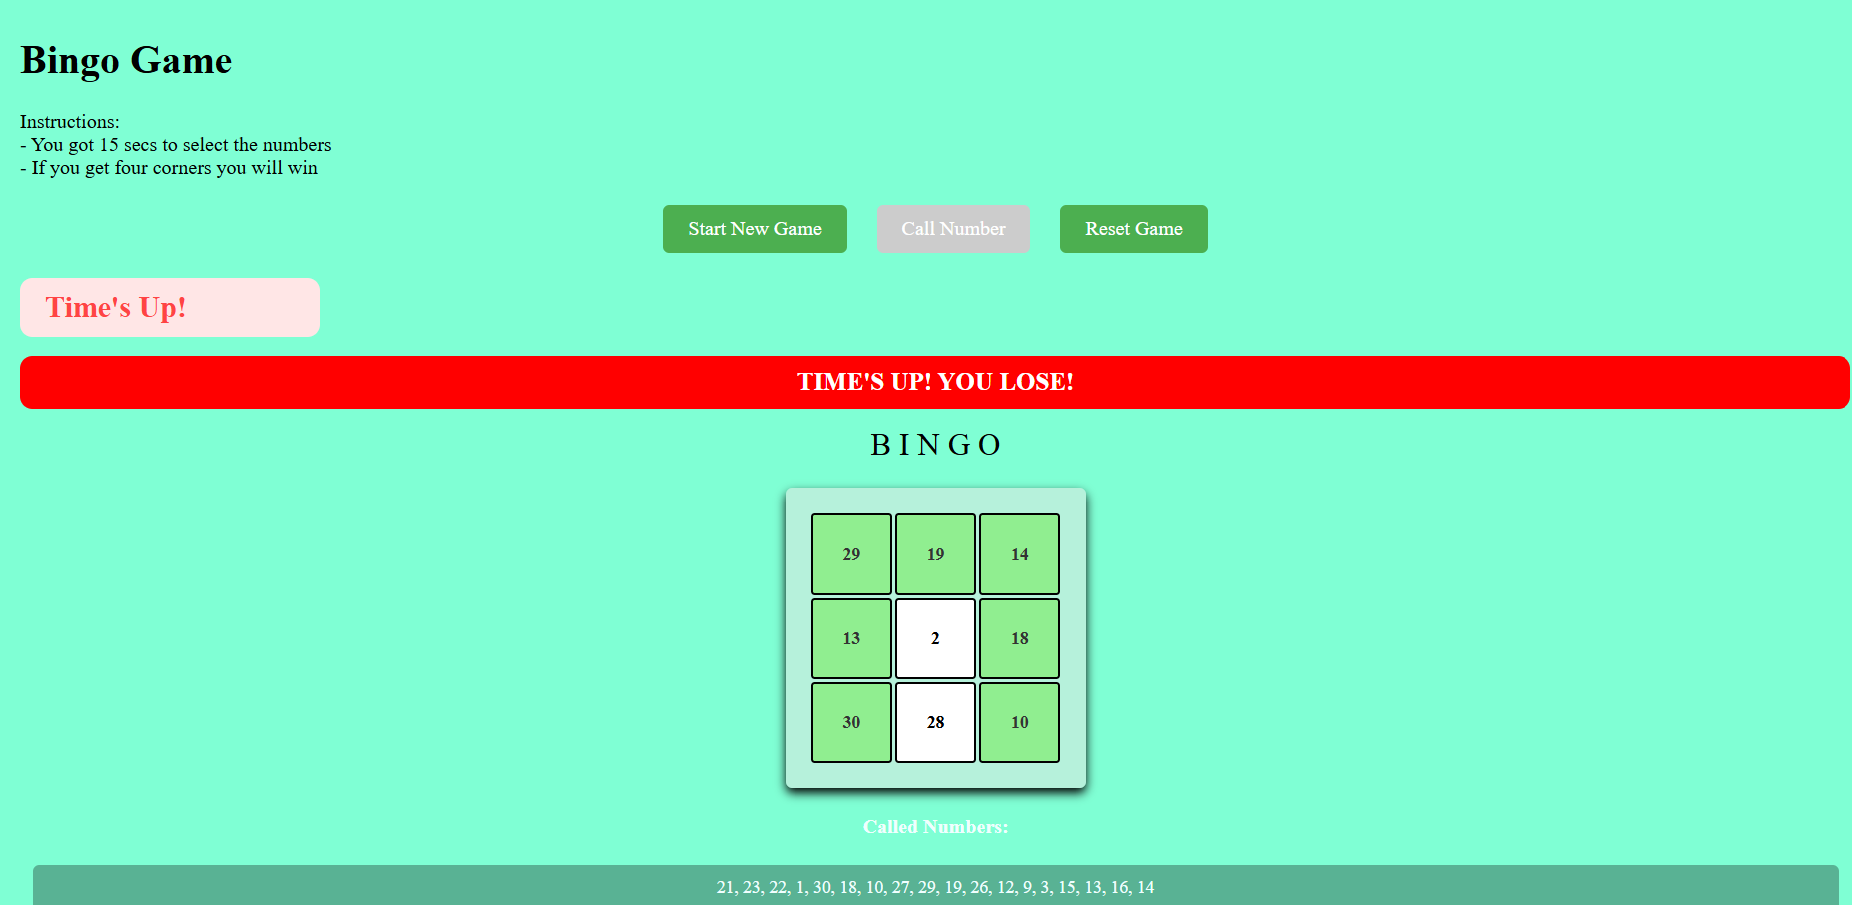 Bingo Game
Instructions:
- You got 15 secs to select the numbers
- If you get four corners you will win
Start New Game
Call Number
Reset Game
Time's Up!
TIME'S UP! YOU LOSE!
B I N G O
29 19 14
13 2 18
30 28 10
Called Numbers:
21, 23, 22, 1, 30, 18, 10, 27, 29, 19, 26, 12, 9, 3, 15, 13, 16, 14